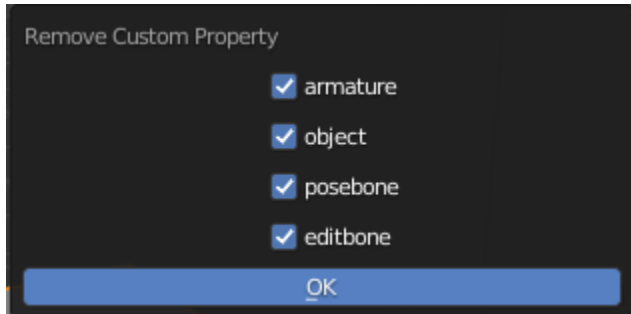 Remove Custom Property
armature
object
posebone
editbone
OK